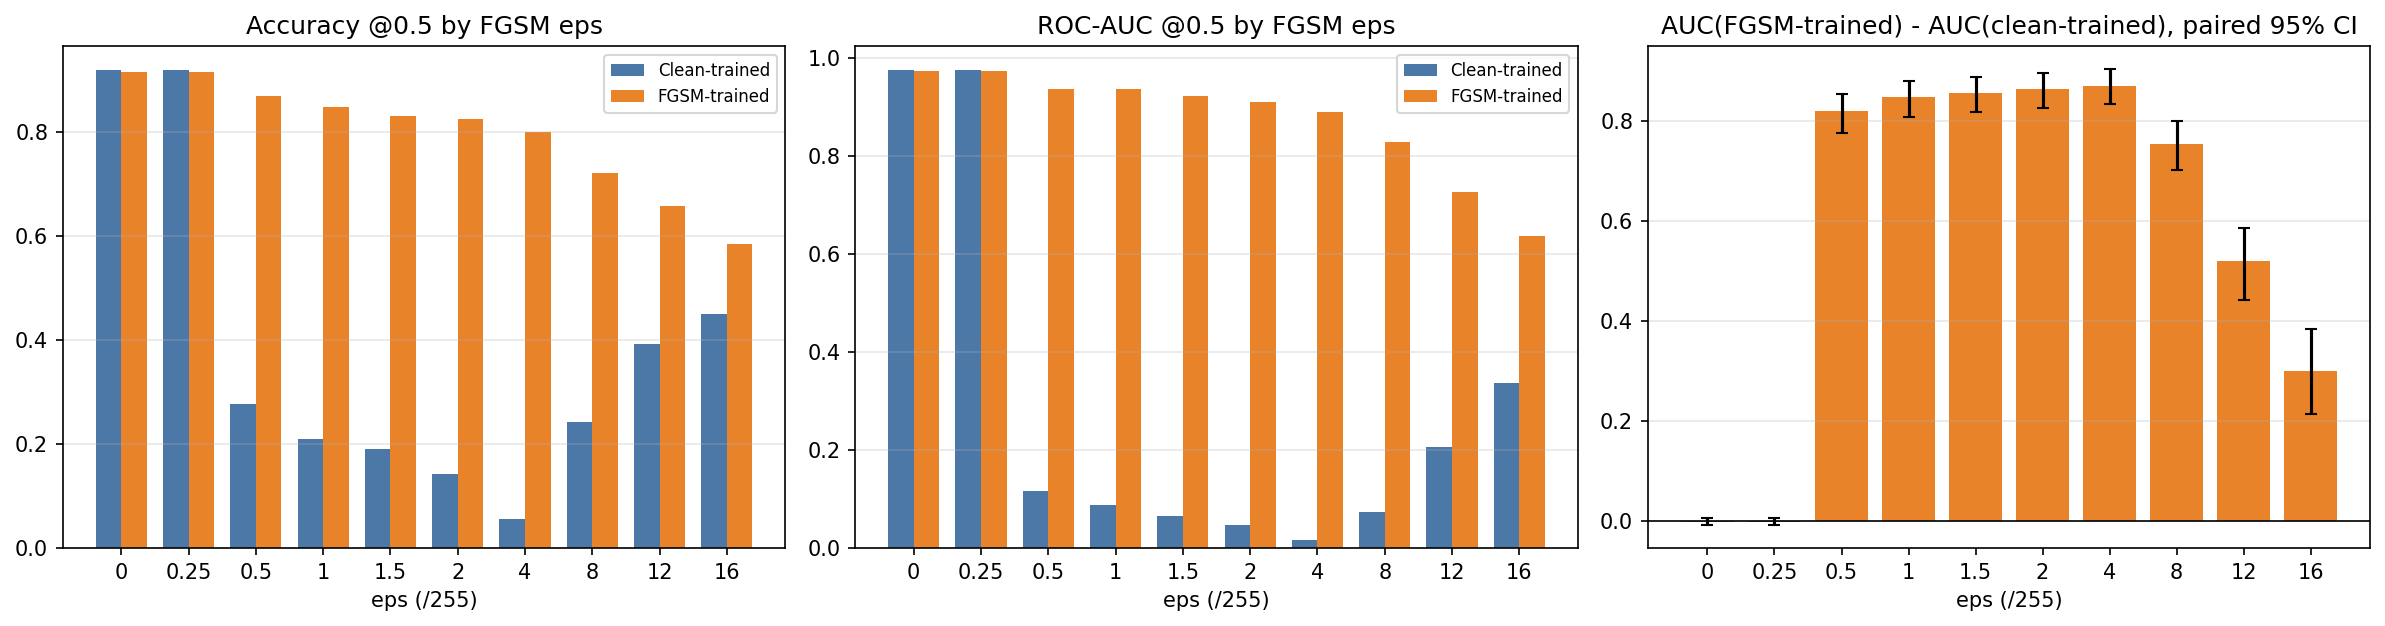 Accuracy @0.5 by FGSM eps
Clean-trained
FGSM-trained
0.8
0.6
0.4
0.2
0.0
0 0.25 0.5 1 1.5 2 4 8 12 16
eps (/255)
ROC-AUC @0.5 by FGSM eps
Clean-trained
FGSM-trained
1.0
0.8
0.6
0.4
0.2
0.0
0 0.25 0.5 1 1.5 2 4 8 12 16
eps (/255)
AUC(FGSM-trained) - AUC(clean-trained), paired 95% CI
0.8
0.6
0.4
0.2
0.0
0 0.25 0.5 1 1.5 2 4 8 12 16
eps (/255)